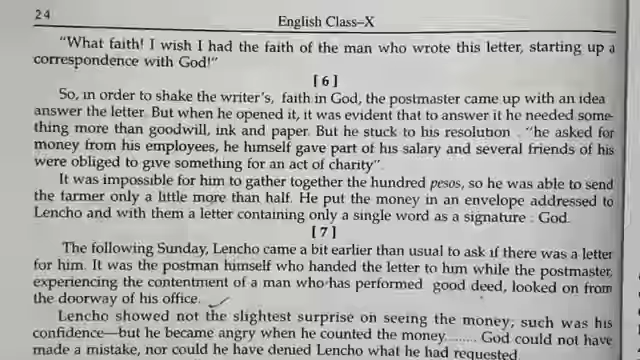 24
English Class–X
"What faith! I wish I had the faith of the man who wrote this letter, starting up a
correspondence with God!"
[ 6 ]
So, in order to shake the writer's, faith in God, the postmaster came up with an idea
answer the letter. But when he opened it, it was evident that to answer it he needed some-
thing more than goodwill, ink and paper. But he stuck to his resolution : "he asked for
money from his employees, he himself gave part of his salary and several friends of his
were obliged to give something for an act of charity".
It was impossible for him to gather together the hundred pesos, so he was able to send
the farmer only a little more than half. He put the money in an envelope addressed to
Lencho and with them a letter containing only a single word as a signature : God.
[ 7 ]
The following Sunday, Lencho came a bit earlier than usual to ask if there was a letter
for him. It was the postman himself who handed the letter to him while the postmaster,
experiencing the contentment of a man who has performed good deed, looked on from
the doorway of his office.
Lencho showed not the slightest surprise on seeing the money; such was his
confidence—but he became angry when he counted the money........ God could not have
made a mistake, nor could he have denied Lencho what he had requested.